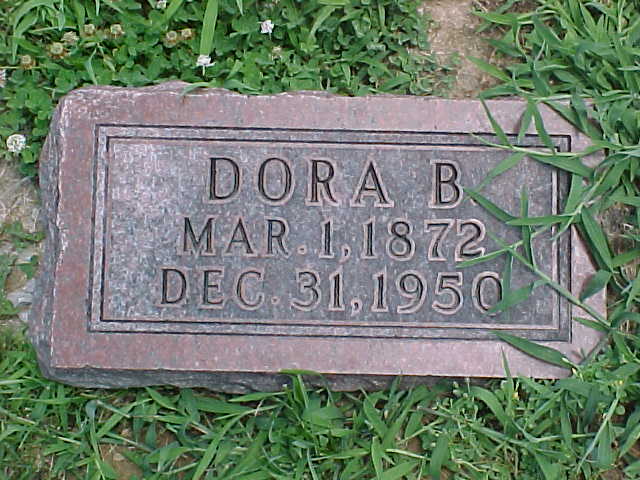 DORA B.
MAR. 1, 1872
DEC. 31, 1950